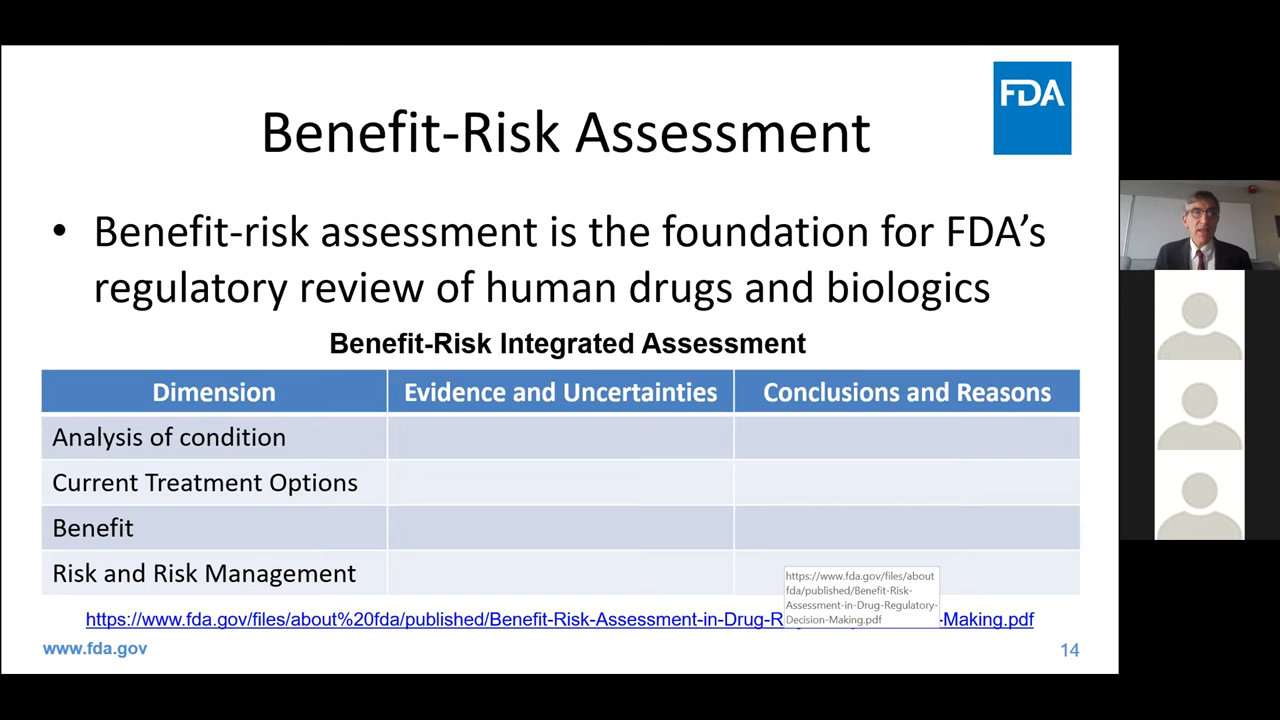 FDA
Benefit-Risk Assessment
• Benefit-risk assessment is the foundation for FDA's
regulatory review of human drugs and biologics
Benefit-Risk Integrated Assessment
Dimension Evidence and Uncertainties Conclusions and Reasons
Analysis of condition
Current Treatment Options
Benefit
Risk and Risk Management
https://www.fda.gov/files/about
fda/published/Benefit-Risk-
Assessment-in-Drug-Regulatory-
Decision-Making.pdf
https://www.fda.gov/files/about%20fda/published/Benefit-Risk-Assessment-in-Drug-R -Making.pdf
www.fda.gov
14